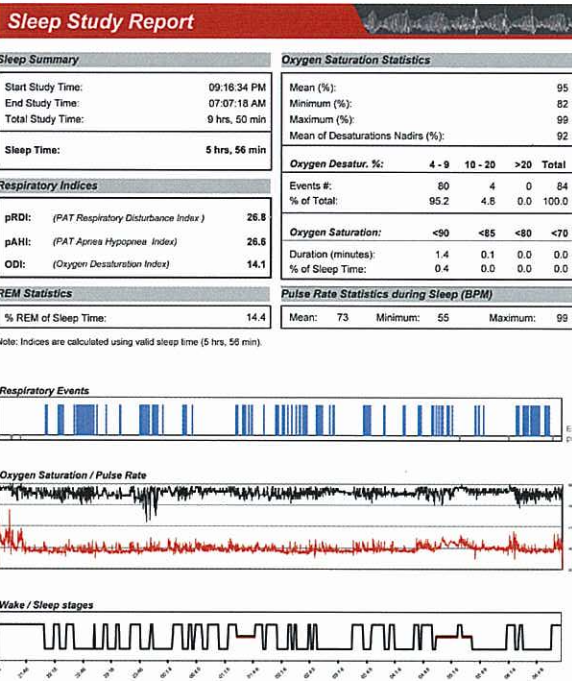 Sleep Study Report
Sleep Summary
Start Study Time: 09:16:34 PM
End Study Time: 07:07:18 AM
Total Study Time: 9 hrs, 50 min
Sleep Time: 5 hrs, 56 min
Respiratory Indices
pRDI: (PAT Respiratory Disturbance Index ) 26.8
pAHI: (PAT Apnea Hypopnea Index) 26.6
ODI: (Oxygen Desaturation Index) 14.1
REM Statistics
% REM of Sleep Time: 14.4
Note: Indices are calculated using valid sleep time (5 hrs, 56 min).
Oxygen Saturation Statistics
Mean (%): 95
Minimum (%): 82
Maximum (%): 99
Mean of Desaturations Nadirs (%): 92
Oxygen Desatur. %: 4 - 9 10 - 20 >20 Total
Events #: 80 4 0 84
% of Total: 95.2 4.8 0.0 100.0
Oxygen Saturation: <90 <85 <80 <70
Duration (minutes): 1.4 0.1 0.0 0.0
% of Sleep Time: 0.4 0.0 0.0 0.0
Pulse Rate Statistics during Sleep (BPM)
Mean: 73 Minimum: 55 Maximum: 99
Respiratory Events
Oxygen Saturation / Pulse Rate
Wake / Sleep stages